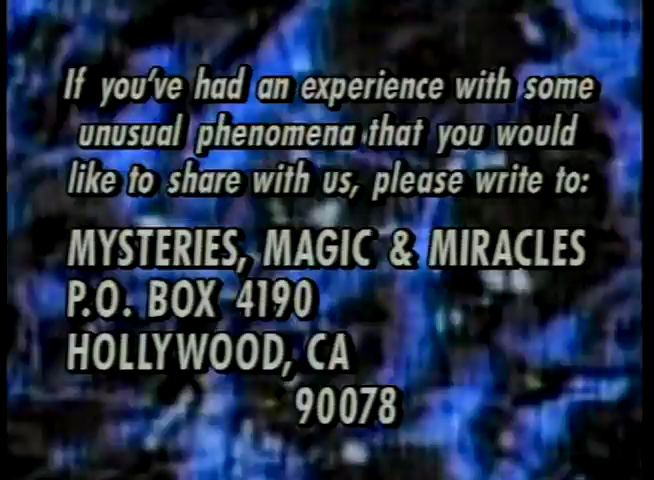 If you've had an experience with some
unusual phenomena that you would
like to share with us, please write to:
MYSTERIES, MAGIC & MIRACLES
P.O. BOX 4190
HOLLYWOOD, CA
90078